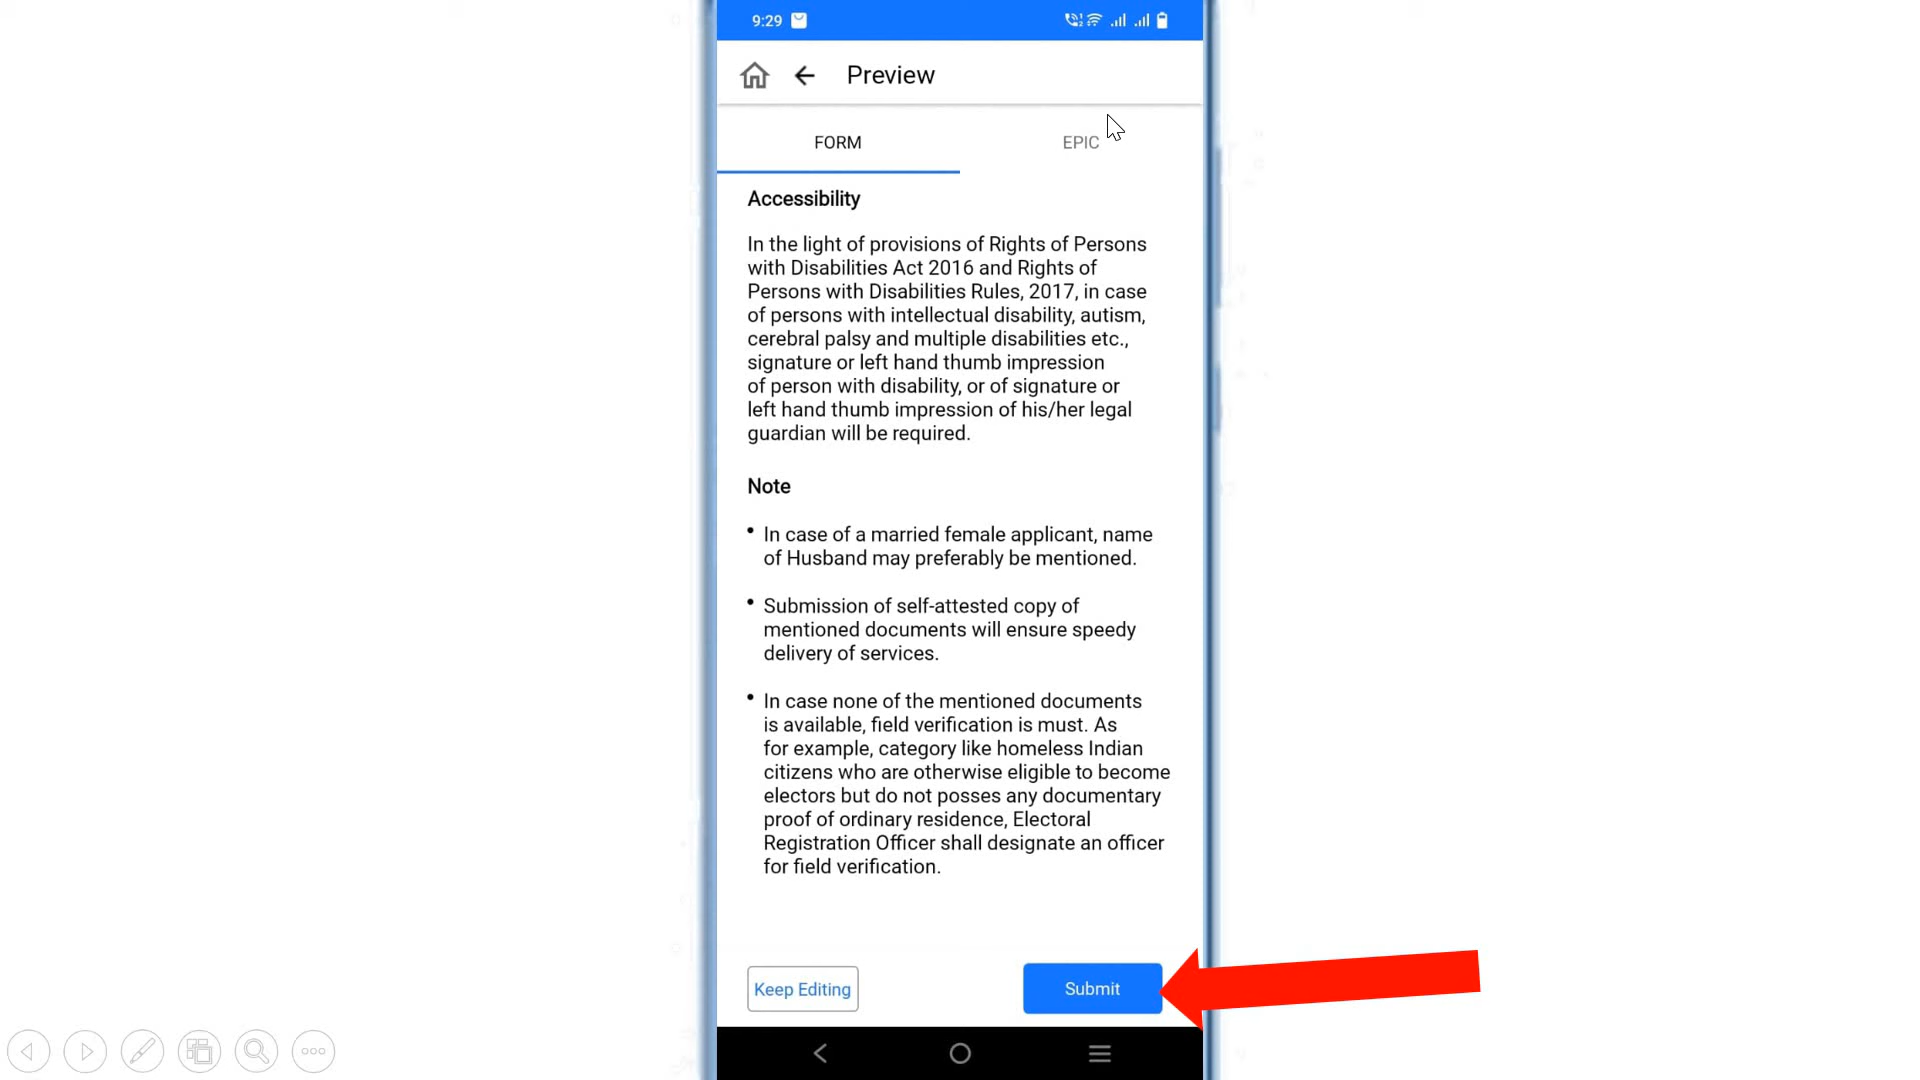 9:29
Preview
FORM
EPIC
Accessibility
In the light of provisions of Rights of Persons
with Disabilities Act 2016 and Rights of
Persons with Disabilities Rules, 2017, in case
of persons with intellectual disability, autism,
cerebral palsy and multiple disabilities etc.,
signature or left hand thumb impression
of person with disability, or of signature or
left hand thumb impression of his/her legal
guardian will be required.
Note
• In case of a married female applicant, name
of Husband may preferably be mentioned.
• Submission of self-attested copy of
mentioned documents will ensure speedy
delivery of services.
• In case none of the mentioned documents
is available, field verification is must. As
for example, category like homeless Indian
citizens who are otherwise eligible to become
electors but do not posses any documentary
proof of ordinary residence, Electoral
Registration Officer shall designate an officer
for field verification.
Keep Editing
Submit